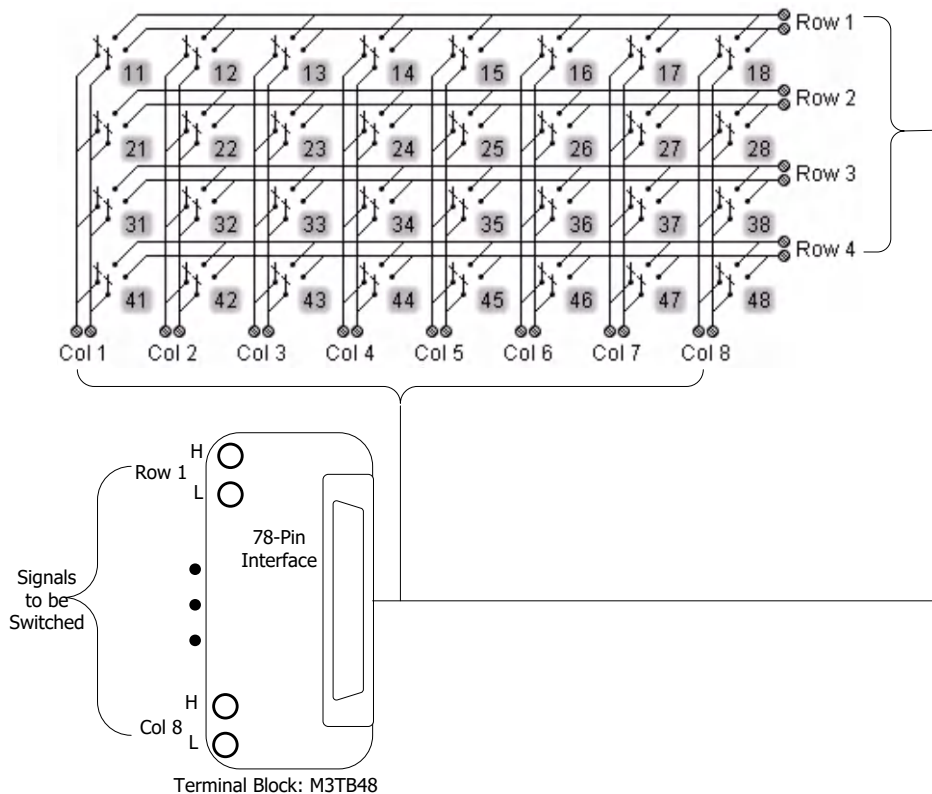 Row 1
11 12 13 14 15 16 17 18
Row 2
21 22 23 24 25 26 27 28
Row 3
31 32 33 34 35 36 37 38
Row 4
41 42 43 44 45 46 47 48
Col 1 Col 2 Col 3 Col 4 Col 5 Col 6 Col 7 Col 8
H
Row 1
L
78-Pin
Interface
Signals
to be
Switched
H
Col 8
L
Terminal Block: M3TB48